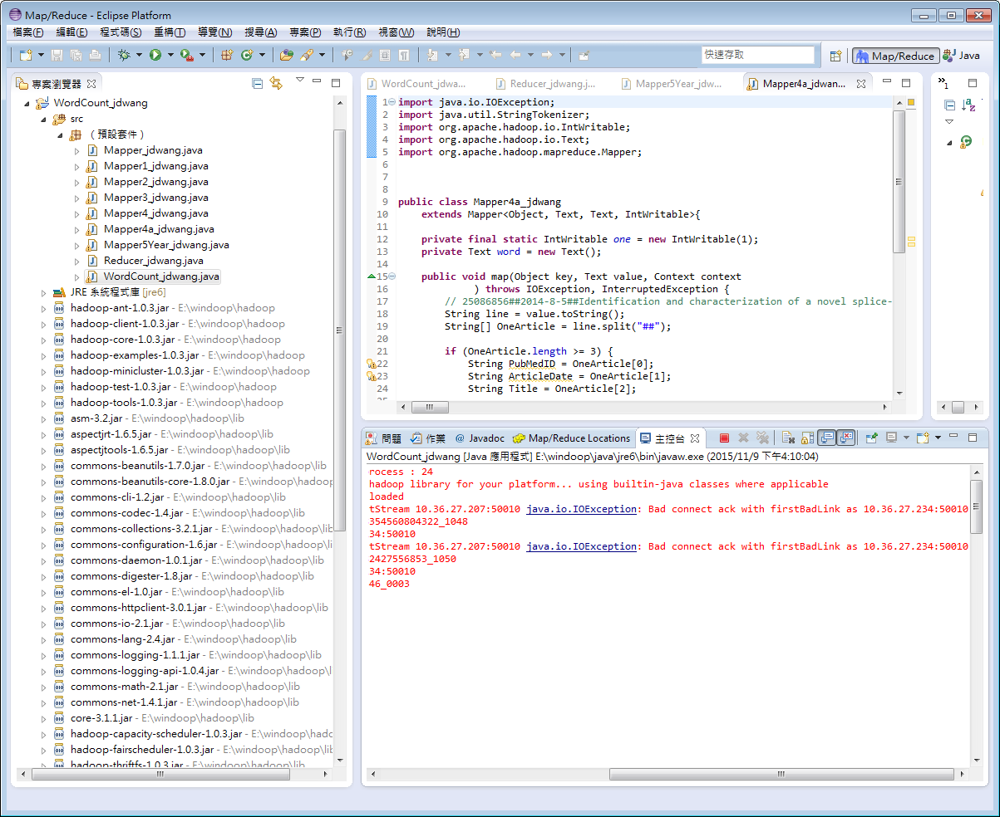 Map/Reduce - Eclipse Platform
檔案(F) 編輯(E) 程式碼(S) 重構(T) 導覽(N) 搜尋(A) 專案(P) 執行(R) 視窗(W) 說明(H)
快速存取 Map/Reduce Java
專案瀏覽器
WordCount_jdwang
src
（預設套件）
Mapper_jdwang.java
Mapper1_jdwang.java
Mapper2_jdwang.java
Mapper3_jdwang.java
Mapper4_jdwang.java
Mapper4a_jdwang.java
Mapper5Year_jdwang.java
Reducer_jdwang.java
WordCount_jdwang.java
JRE 系統程式庫 [jre6]
hadoop-ant-1.0.3.jar - E:\windoop\hadoop
hadoop-client-1.0.3.jar - E:\windoop\hadoop
hadoop-core-1.0.3.jar - E:\windoop\hadoop
hadoop-examples-1.0.3.jar - E:\windoop\hadoop
hadoop-minicluster-1.0.3.jar - E:\windoop\hadoop
hadoop-test-1.0.3.jar - E:\windoop\hadoop
hadoop-tools-1.0.3.jar - E:\windoop\hadoop
asm-3.2.jar - E:\windoop\hadoop\lib
aspectjrt-1.6.5.jar - E:\windoop\hadoop\lib
aspectjtools-1.6.5.jar - E:\windoop\hadoop\lib
commons-beanutils-1.7.0.jar - E:\windoop\hadoop\lib
commons-beanutils-core-1.8.0.jar - E:\windoop\hadoop
commons-cli-1.2.jar - E:\windoop\hadoop\lib
commons-codec-1.4.jar - E:\windoop\hadoop\lib
commons-collections-3.2.1.jar - E:\windoop\hadoop\lib
commons-configuration-1.6.jar - E:\windoop\hadoop\li
commons-daemon-1.0.1.jar - E:\windoop\hadoop\lib
commons-digester-1.8.jar - E:\windoop\hadoop\lib
commons-el-1.0.jar - E:\windoop\hadoop\lib
commons-httpclient-3.0.1.jar - E:\windoop\hadoop\lib
commons-io-2.1.jar - E:\windoop\hadoop\lib
commons-lang-2.4.jar - E:\windoop\hadoop\lib
commons-logging-1.1.1.jar - E:\windoop\hadoop\lib
commons-logging-api-1.0.4.jar - E:\windoop\hadoop\l
commons-math-2.1.jar - E:\windoop\hadoop\lib
commons-net-1.4.1.jar - E:\windoop\hadoop\lib
core-3.1.1.jar - E:\windoop\hadoop\lib
hadoop-capacity-scheduler-1.0.3.jar - E:\windoop\hadc
hadoop-fairscheduler-1.0.3.jar - E:\windoop\hadoop\lib
hadoop-thriftfs-1.0.3.jar - E:\windoop\hadoop\lib
WordCount_jdwa... Reducer_jdwang.j... Mapper5Year_jdw... Mapper4a_jdwan... »1
1 import java.io.IOException;
2 import java.util.StringTokenizer;
3 import org.apache.hadoop.io.IntWritable;
4 import org.apache.hadoop.io.Text;
5 import org.apache.hadoop.mapreduce.Mapper;
6
7
8
9 public class Mapper4a_jdwang
10 extends Mapper<Object, Text, Text, IntWritable>{
11
12 private final static IntWritable one = new IntWritable(1);
13 private Text word = new Text();
14
15 public void map(Object key, Text value, Context context
16 ) throws IOException, InterruptedException {
17 // 25086856##2014-8-5##Identification and characterization of a novel splice-
18 String line = value.toString();
19 String[] OneArticle = line.split("##");
20
21 if (OneArticle.length >= 3) {
22 String PubMedID = OneArticle[0];
23 String ArticleDate = OneArticle[1];
24 String Title = OneArticle[2];
問題 作業 @ Javadoc Map/Reduce Locations 主控台
WordCount_jdwang [Java 應用程式] E:\windoop\java\jre6\bin\javaw.exe (2015/11/9 下午4:10:04)
rocess : 24
hadoop library for your platform... using builtin-java classes where applicable
loaded
tStream 10.36.27.207:50010 java.io.IOException: Bad connect ack with firstBadLink as 10.36.27.234:50010
354560804322_1048
34:50010
tStream 10.36.27.207:50010 java.io.IOException: Bad connect ack with firstBadLink as 10.36.27.234:50010
2427556853_1050
34:50010
46_0003